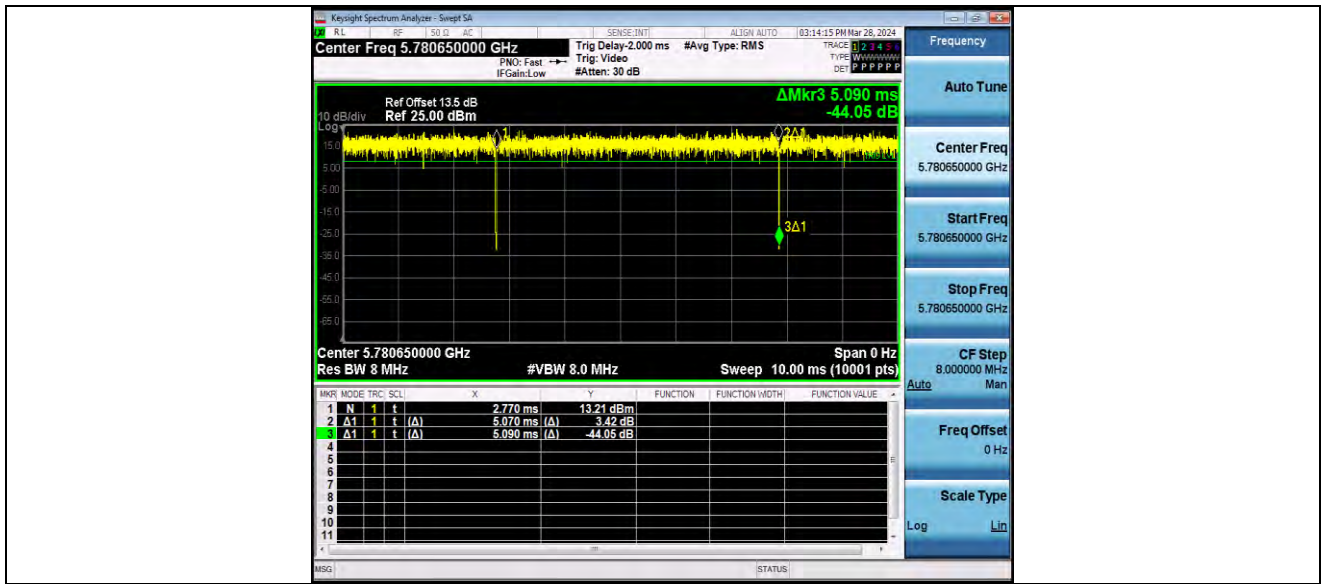 Keysight Spectrum Analyzer - Swept SA
RL RF 50 Ω AC SENSE:INT ALIGN AUTO 03:14:15 PM Mar 28, 2024
Center Freq 5.780650000 GHz
PNO: Fast
IFGain:Low
Trig Delay-2.000 ms
Trig: Video
#Atten: 30 dB
#Avg Type: RMS
TRACE 1 2 3 4 5 6
TYPE WWWWWW
DET P P P P P P
ΔMkr3 5.090 ms
-44.05 dB
Ref Offset 13.5 dB
10 dB/div Ref 25.00 dBm
Log
15.0
5.00
-5.00
-15.0
-25.0
-35.0
-45.0
-55.0
-65.0
1
2Δ1
3Δ1
Center 5.780650000 GHz Span 0 Hz
Res BW 8 MHz #VBW 8.0 MHz Sweep 10.00 ms (10001 pts)
MKR MODE TRC SCL X Y FUNCTION FUNCTION WIDTH FUNCTION VALUE
1 N 1 t 2.770 ms 13.21 dBm
2 Δ1 1 t (Δ) 5.070 ms (Δ) 3.42 dB
3 Δ1 1 t (Δ) 5.090 ms (Δ) -44.05 dB
4
5
6
7
8
9
10
11
MSG STATUS
Frequency
Auto Tune
Center Freq
5.780650000 GHz
Start Freq
5.780650000 GHz
Stop Freq
5.780650000 GHz
CF Step
8.000000 MHz
Auto Man
Freq Offset
0 Hz
Scale Type
Log Lin